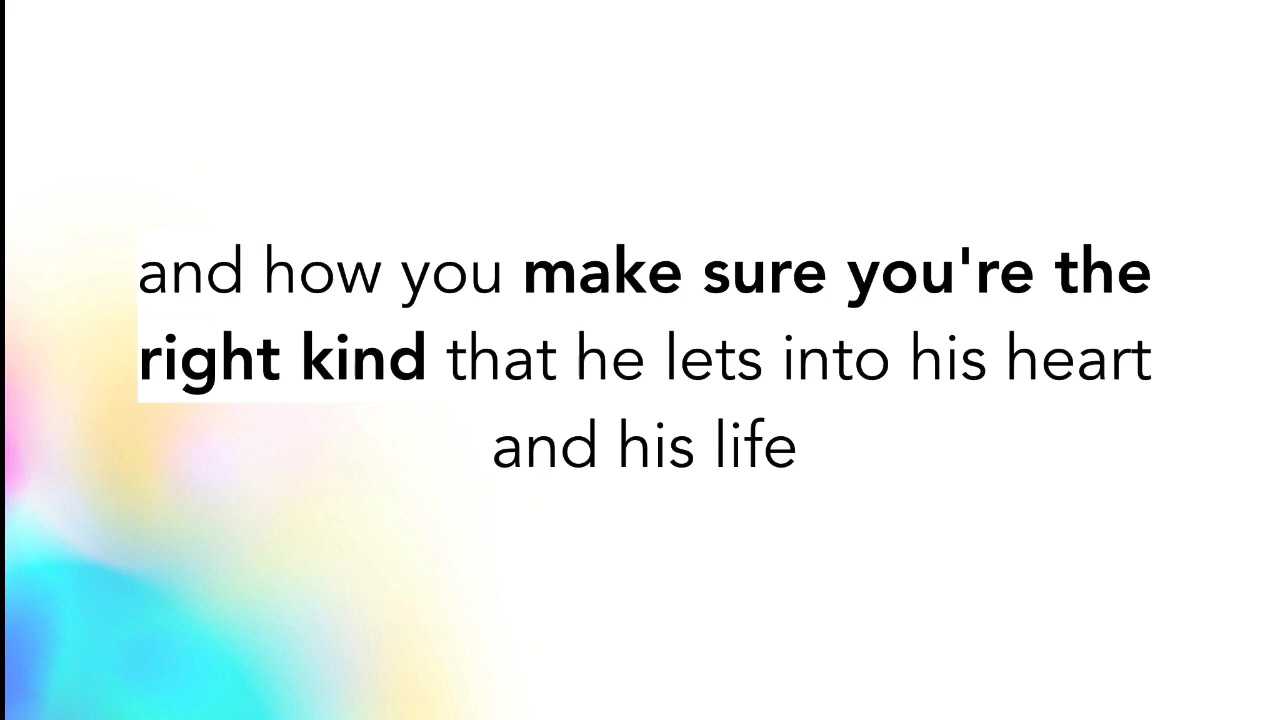 and how you make sure you're the
right kind that he lets into his heart
and his life